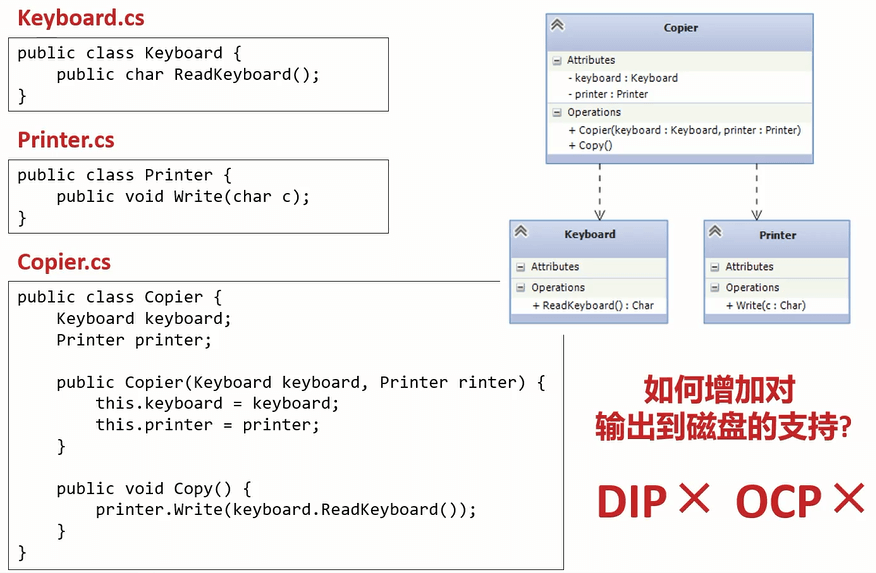 Keyboard.cs
public class Keyboard {
    public char ReadKeyboard();
}
Printer.cs
public class Printer {
    public void Write(char c);
}
Copier.cs
public class Copier {
    Keyboard keyboard;
    Printer printer;
    public Copier(Keyboard keyboard, Printer rinter) {
        this.keyboard = keyboard;
        this.printer = printer;
    }
    public void Copy() {
        printer.Write(keyboard.ReadKeyboard());
    }
}
Copier
Attributes
- keyboard : Keyboard
- printer : Printer
Operations
+ Copier(keyboard : Keyboard, printer : Printer)
+ Copy()
Keyboard
Attributes
Operations
+ ReadKeyboard() : Char
Printer
Attributes
Operations
+ Write(c : Char)
如何增加对
输出到磁盘的支持?
DIP× OCP×